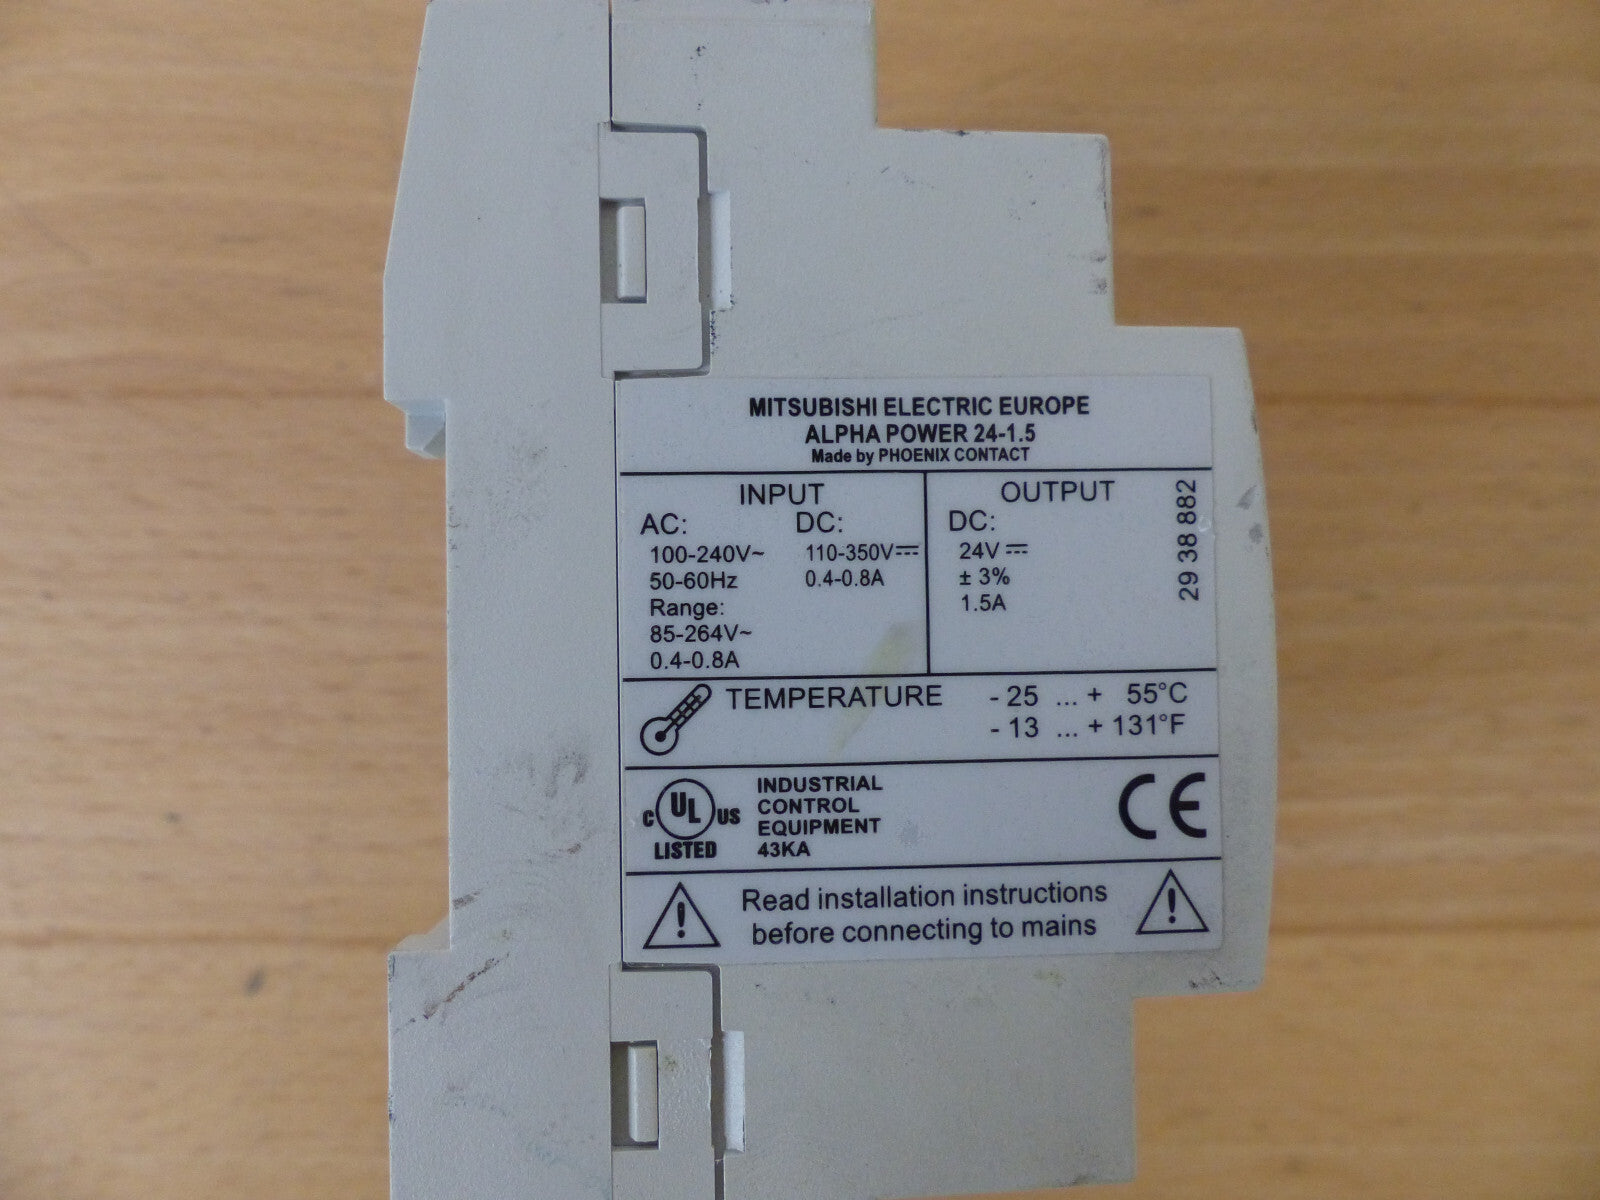 MITSUBISHI ELECTRIC EUROPE
ALPHA POWER 24-1.5
Made by PHOENIX CONTACT
INPUT
AC:
100-240V~
50-60Hz
Range:
85-264V~
0.4-0.8A
DC:
110-350V⎓
0.4-0.8A
OUTPUT
DC:
24V⎓
± 3%
1.5A
29 38 882
TEMPERATURE - 25 ... + 55°C
- 13 ... + 131°F
C UL US
LISTED
INDUSTRIAL
CONTROL
EQUIPMENT
43KA
CE
Read installation instructions
before connecting to mains